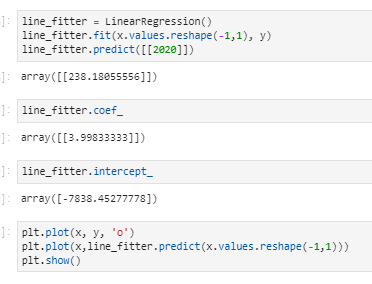 ]: line_fitter = LinearRegression()
line_fitter.fit(x.values.reshape(-1,1), y)
line_fitter.predict([[2020]])
]: array([[238.18055556]])
]: line_fitter.coef_
]: array([[3.99833333]])
]: line_fitter.intercept_
]: array([-7838.45277778])
]: plt.plot(x, y, 'o')
plt.plot(x,line_fitter.predict(x.values.reshape(-1,1)))
plt.show()